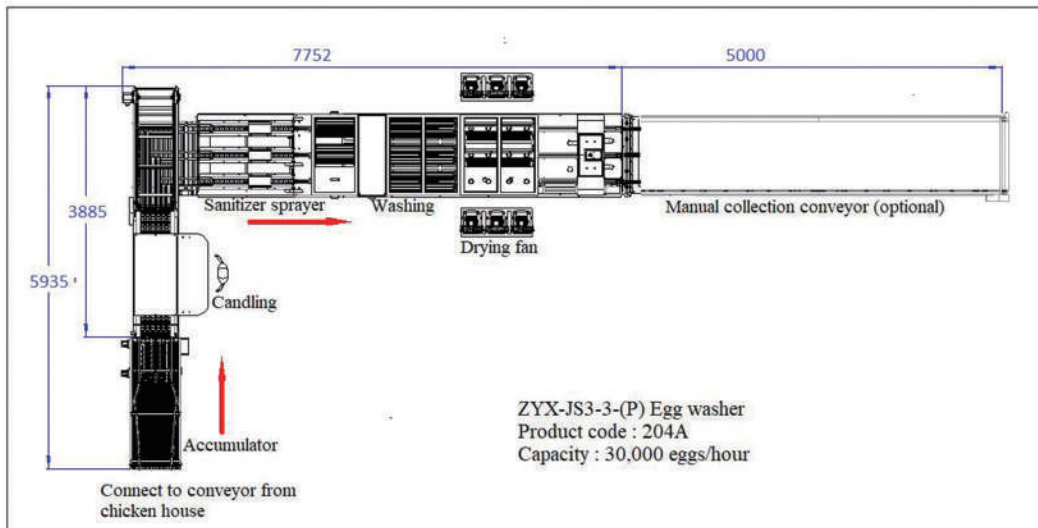 7752
5000
3885
5935
Sanitizer sprayer
Washing
Manual collection conveyor (optional)
Drying fan
Candling
Accumulator
ZYX-JS3-3-(P) Egg washer
Product code : 204A
Capacity : 30,000 eggs/hour
Connect to conveyor from
chicken house